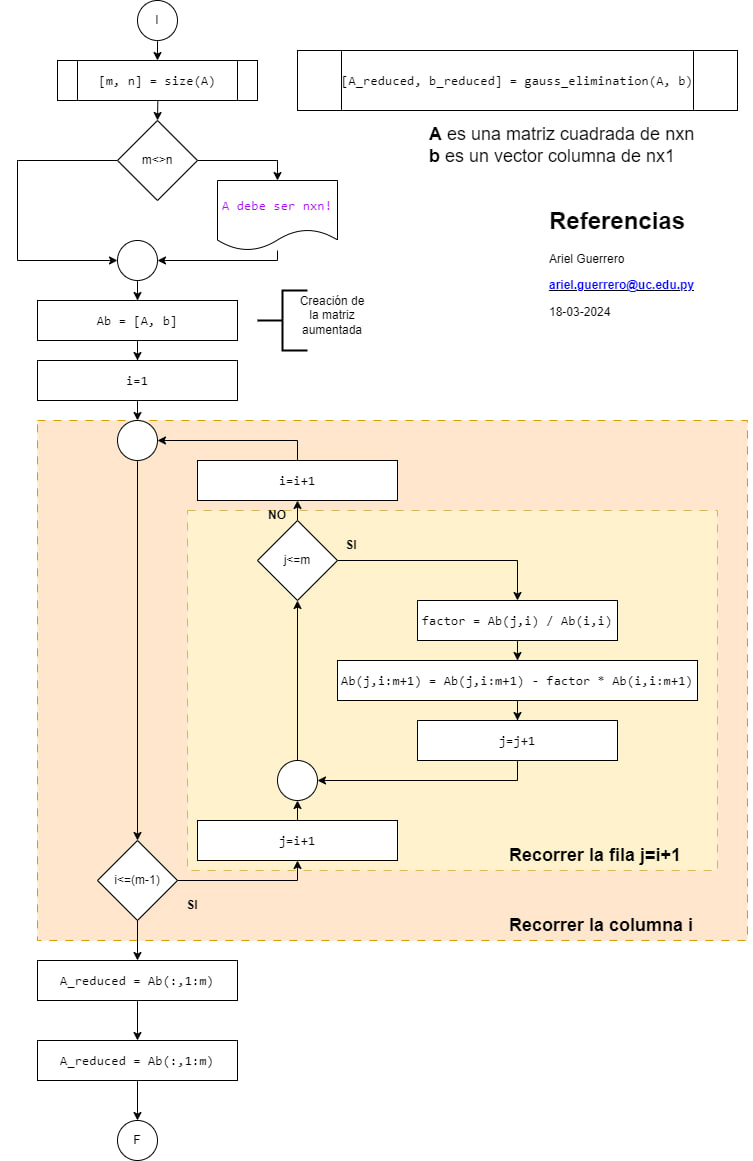 I
[m, n] = size(A)
[A_reduced, b_reduced] = gauss_elimination(A, b)
A es una matriz cuadrada de nxn
b es un vector columna de nx1
m<>n
A debe ser nxn!
Referencias
Ariel Guerrero
ariel.guerrero@uc.edu.py
18-03-2024
Ab = [A, b]
Creación de
la matriz
aumentada
i=1
i=i+1
NO
j<=m
SI
factor = Ab(j,i) / Ab(i,i)
Ab(j,i:m+1) = Ab(j,i:m+1) - factor * Ab(i,i:m+1)
j=j+1
j=i+1
Recorrer la fila j=i+1
i<=(m-1)
SI
Recorrer la columna i
A_reduced = Ab(:,1:m)
A_reduced = Ab(:,1:m)
F